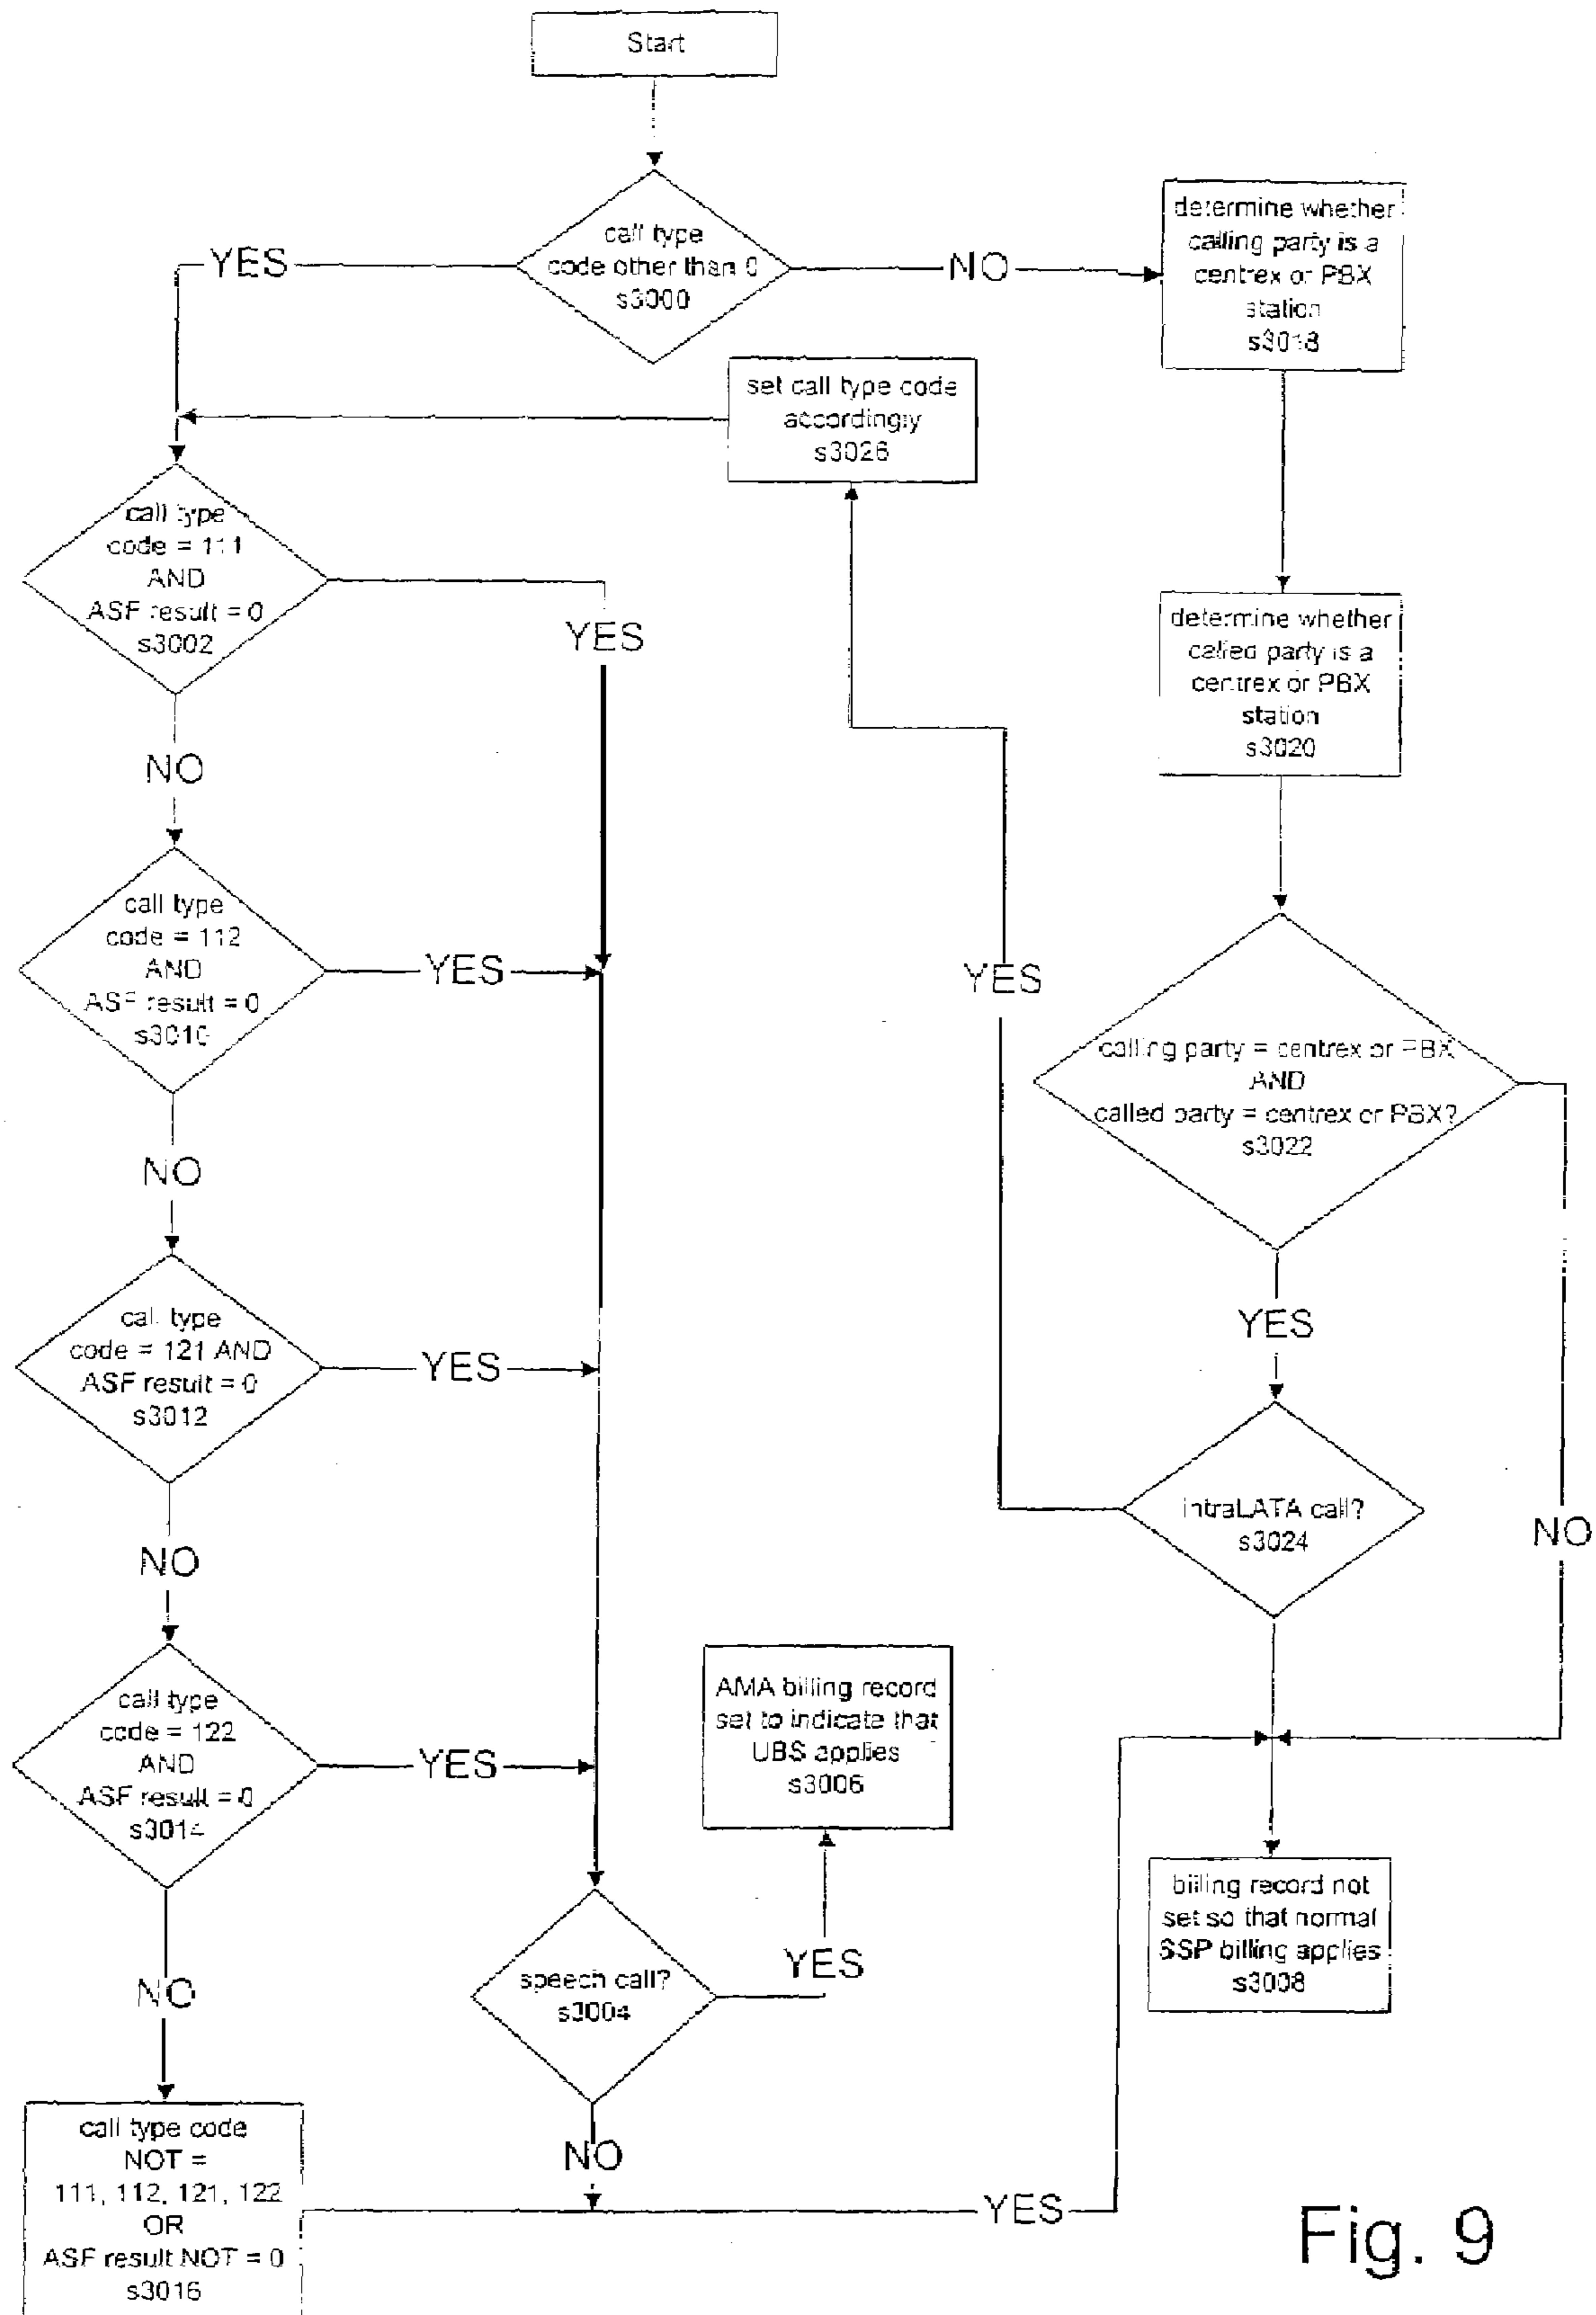 Start
call type
code other than 0
s3000
YES
NO
determine whether
calling party is a
centrex or PBX
station
s3018
set call type code
accordingly
s3026
call type
code = 111
AND
ASF result = 0
s3002
YES
NO
determine whether
called party is a
centrex or PBX
station
s3020
call type
code = 112
AND
ASF result = 0
s3010
YES
NO
YES
calling party = centrex or PBX
AND
called party = centrex or PBX?
s3022
YES
NO
call type
code = 121 AND
ASF result = 0
s3012
YES
NO
intraLATA call?
s3024
call type
code = 122
AND
ASF result = 0
s3014
YES
NO
AMA billing record
set to indicate that
UBS applies
s3006
billing record not
set so that normal
SSP billing applies
s3008
speech call?
s3004
YES
NO
call type code
NOT =
111, 112, 121, 122
OR
ASF result NOT = 0
s3016
YES
Fig. 9